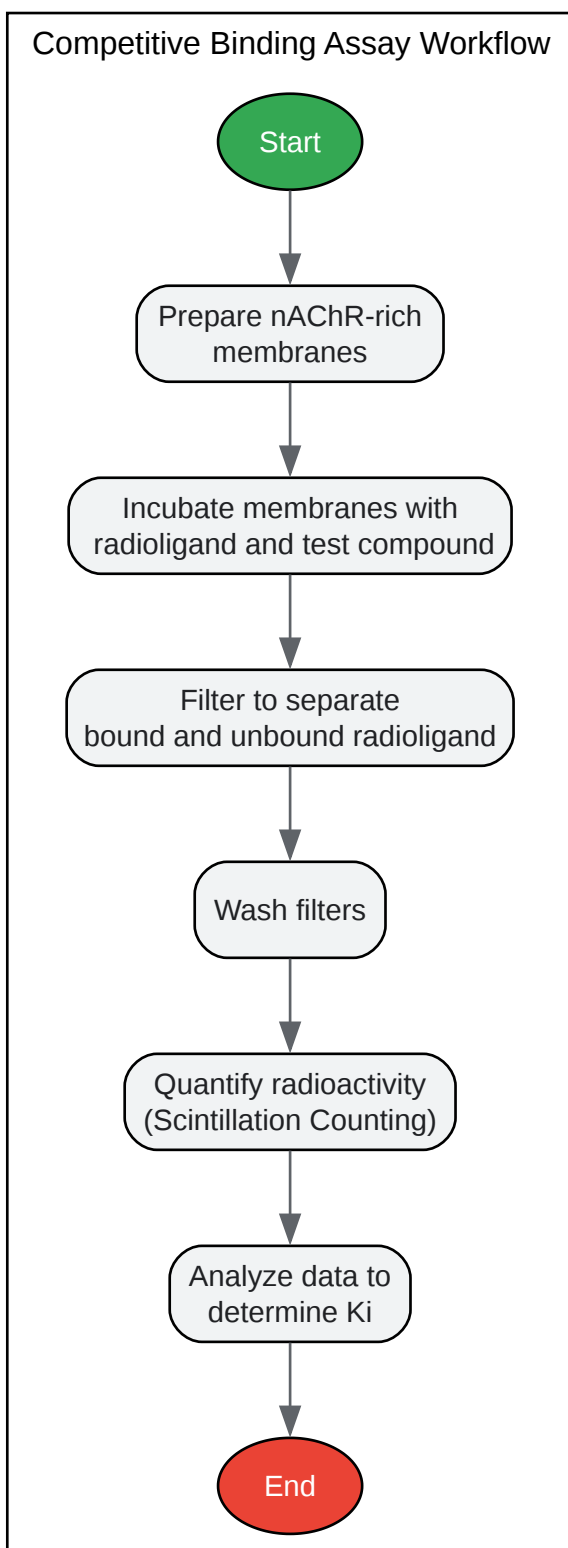 Competitive Binding Assay Workflow
Start
Prepare nAChR-rich
membranes
Incubate membranes with
radioligand and test compound
Filter to separate
bound and unbound radioligand
Wash filters
Quantify radioactivity
(Scintillation Counting)
Analyze data to
determine Ki
End